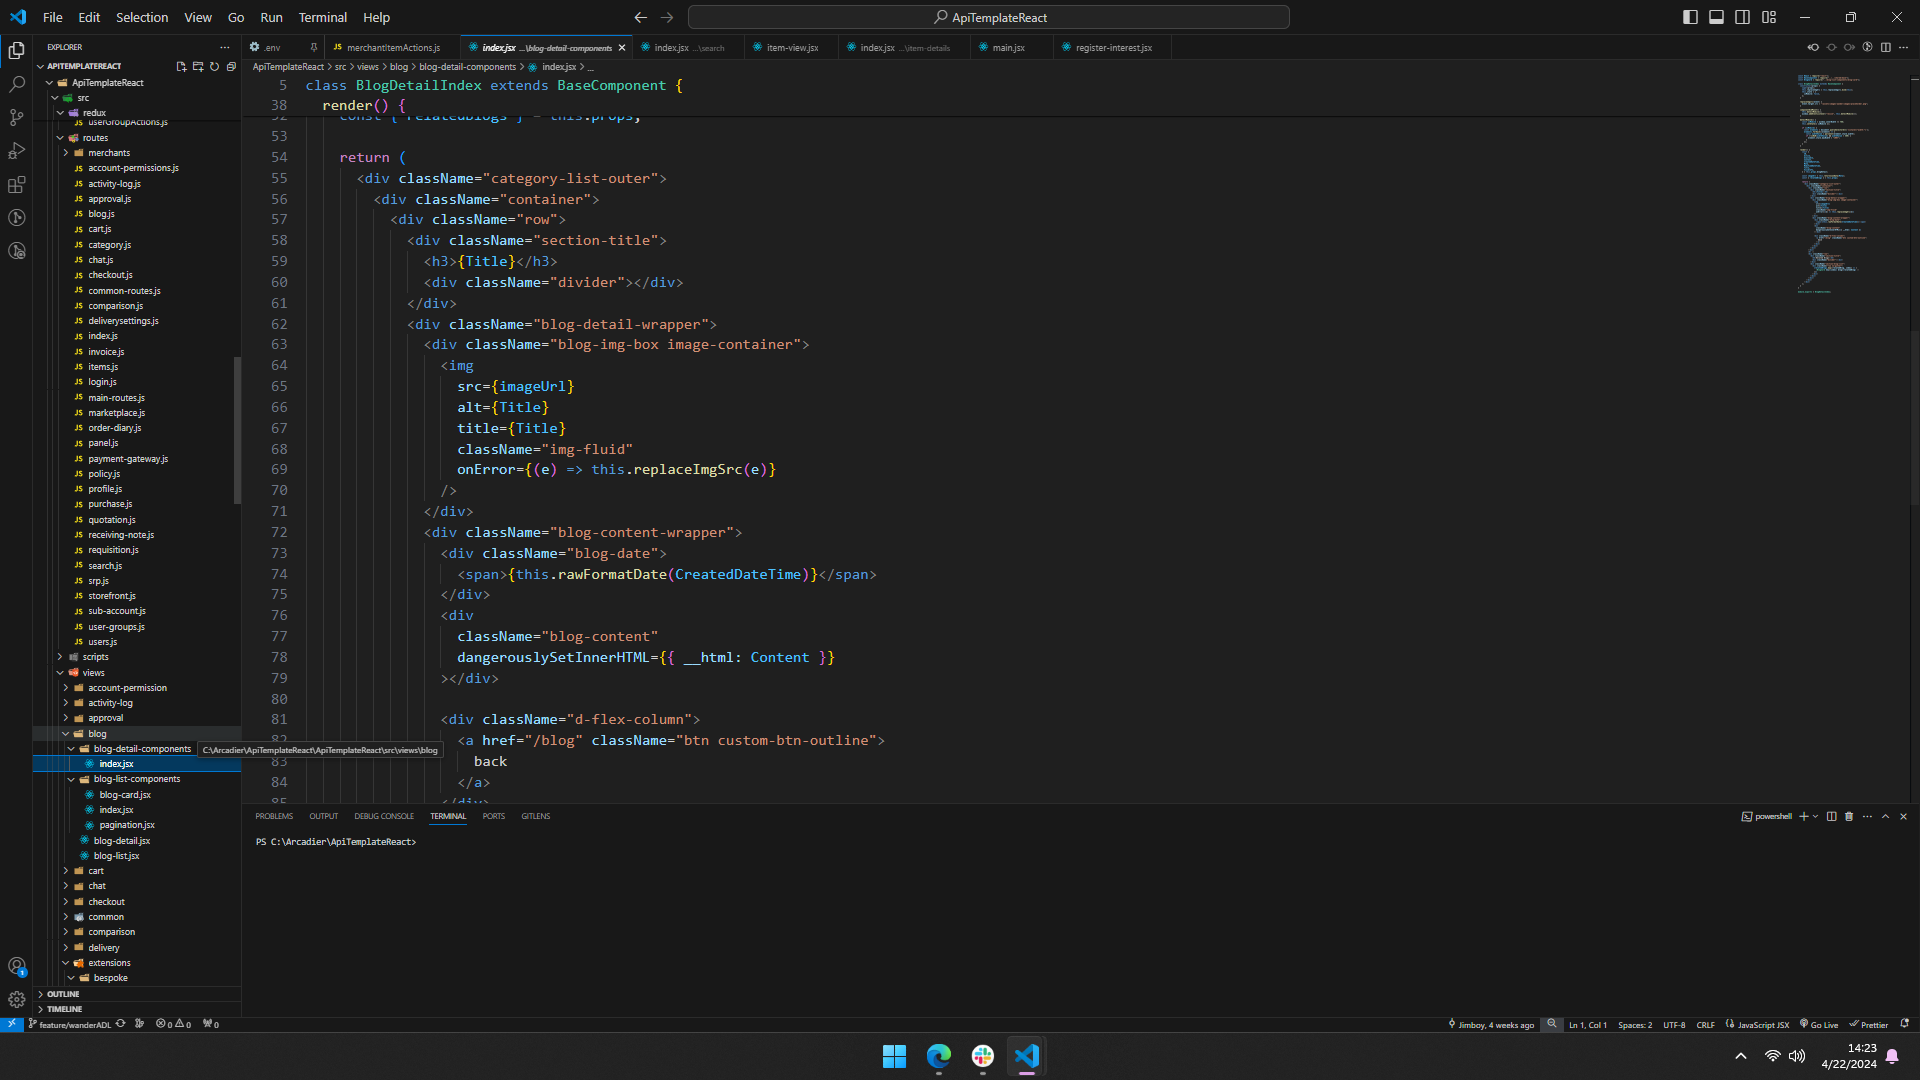 File Edit Selection View Go Run Terminal Help
ApiTemplateReact
EXPLORER
APITEMPLATEREACT
ApiTemplateReact
src
redux
userGroupActions.js
routes
merchants
account-permissions.js
activity-log.js
approval.js
blog.js
cart.js
category.js
chat.js
checkout.js
common-routes.js
comparison.js
deliverysettings.js
index.js
invoice.js
items.js
login.js
main-routes.js
marketplace.js
order-diary.js
panel.js
payment-gateway.js
policy.js
profile.js
purchase.js
quotation.js
receiving-note.js
requisition.js
search.js
srp.js
storefront.js
sub-account.js
user-groups.js
users.js
scripts
views
account-permission
activity-log
approval
blog
blog-detail-components
C:\Arcadier\ApiTemplateReact\ApiTemplateReact\src\views\blog
index.jsx
blog-list-components
blog-card.jsx
index.jsx
pagination.jsx
blog-detail.jsx
blog-list.jsx
cart
chat
checkout
common
comparison
delivery
extensions
bespoke
OUTLINE
TIMELINE
.env
merchantItemActions.js
index.jsx ...\blog-detail-components
index.jsx ...\search
item-view.jsx
index.jsx ...\item-details
main.jsx
register-interest.jsx
ApiTemplateReact > src > views > blog > blog-detail-components > index.jsx > ...
5 class BlogDetailIndex extends BaseComponent {
38 render() {
52 const { relatedBlogs } = this.props;
53
54 return (
55 <div className="category-list-outer">
56 <div className="container">
57 <div className="row">
58 <div className="section-title">
59 <h3>{Title}</h3>
60 <div className="divider"></div>
61 </div>
62 <div className="blog-detail-wrapper">
63 <div className="blog-img-box image-container">
64 <img
65 src={imageUrl}
66 alt={Title}
67 title={Title}
68 className="img-fluid"
69 onError={(e) => this.replaceImgSrc(e)}
70 />
71 </div>
72 <div className="blog-content-wrapper">
73 <div className="blog-date">
74 <span>{this.rawFormatDate(CreatedDateTime)}</span>
75 </div>
76 <div
77 className="blog-content"
78 dangerouslySetInnerHTML={{ __html: Content }}
79 ></div>
80
81 <div className="d-flex-column">
82 <a href="/blog" className="btn custom-btn-outline">
83 back
84 </a>
85 </div>
PROBLEMS OUTPUT DEBUG CONSOLE TERMINAL PORTS GITLENS
powershell
PS C:\Arcadier\ApiTemplateReact>
feature/wanderADL 0 0 0
Jimboy, 4 weeks ago Ln 1, Col 1 Spaces: 2 UTF-8 CRLF JavaScript JSX Go Live Prettier
14:23
4/22/2024